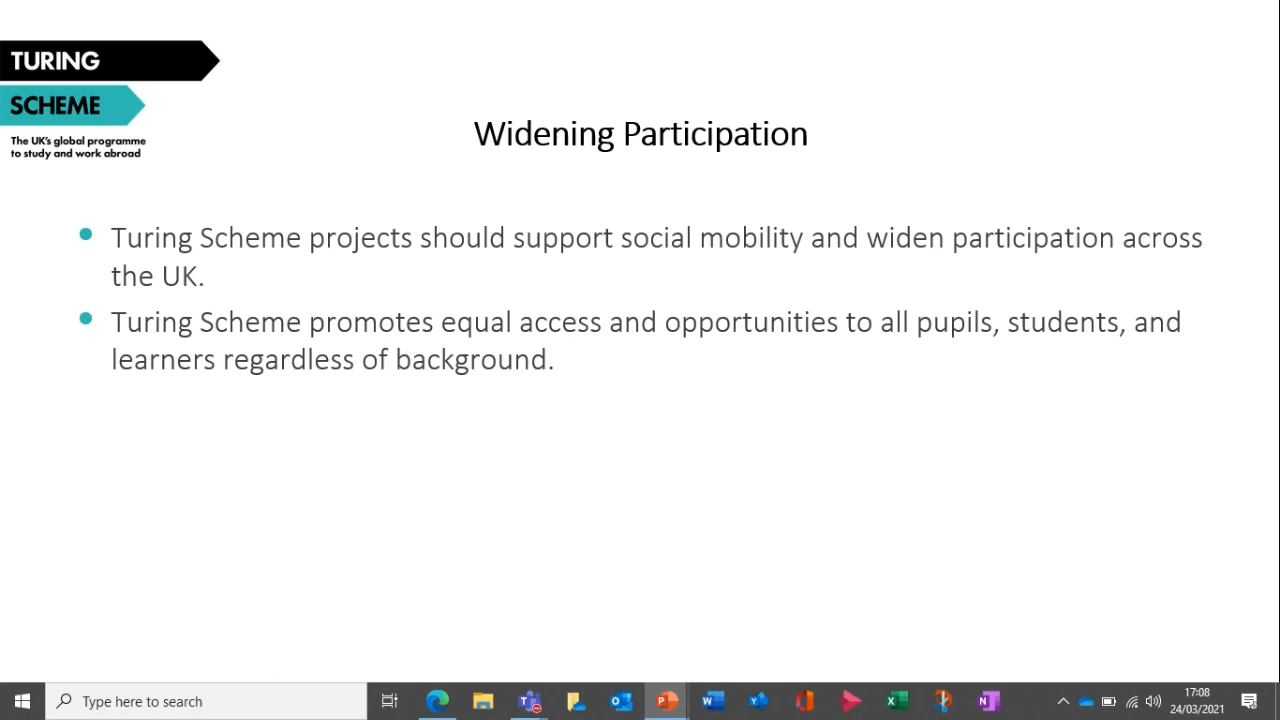 TURING
SCHEME
The UK's global programme
to study and work abroad
Widening Participation
Turing Scheme projects should support social mobility and widen participation across
the UK.
Turing Scheme promotes equal access and opportunities to all pupils, students, and
learners regardless of background.
Type here to search
17:08
24/03/2021